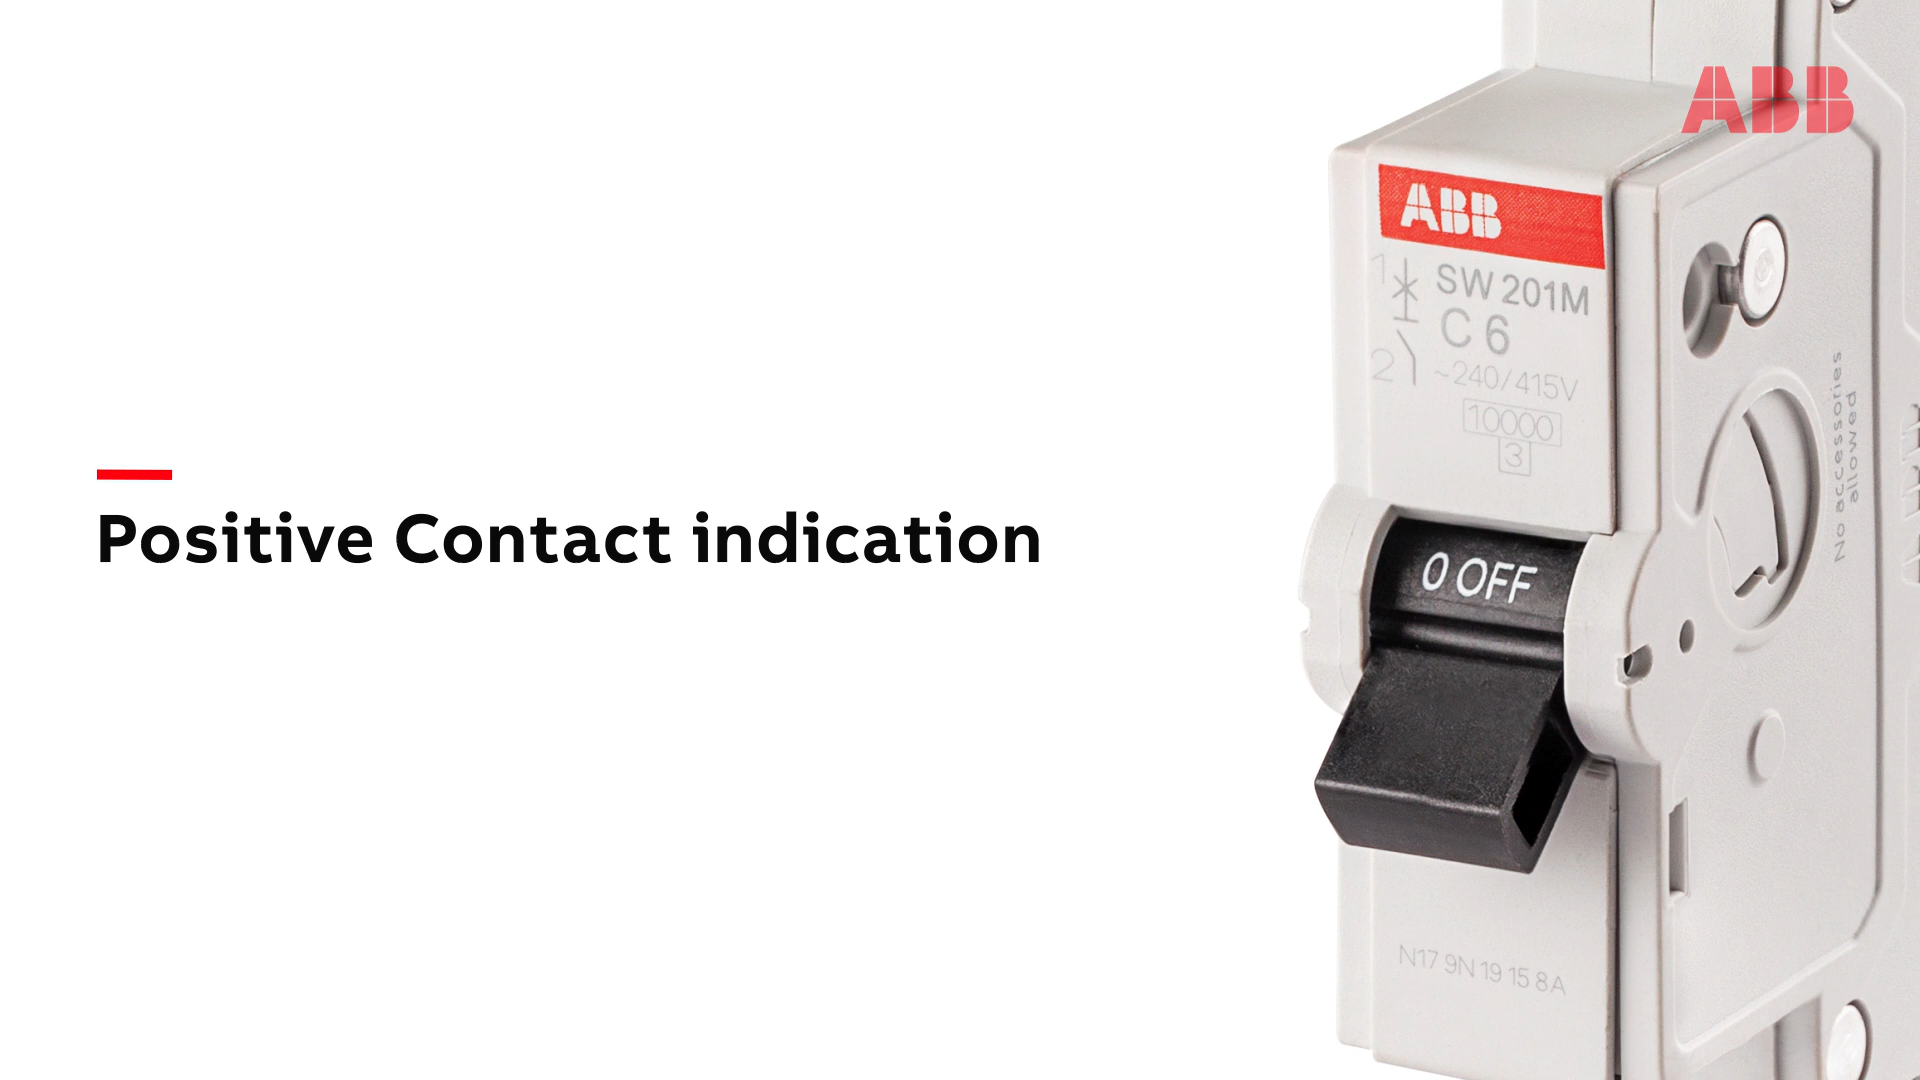 ABB
ABB
1
SW 201M
C 6
2
~240/415V
10000
3
No accessories
allowed
Positive Contact indication
0 OFF
N17 9N 19 15 8A